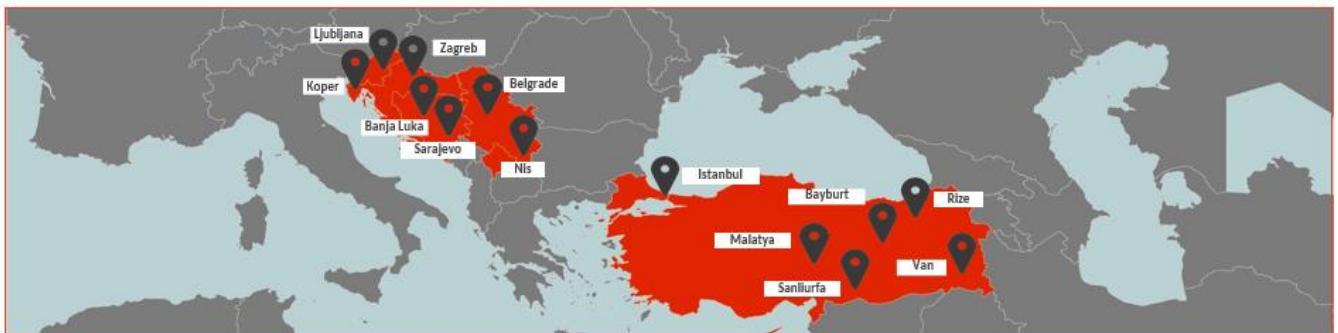 Ljubljana
Zagreb
Koper
Belgrade
Banja Luka
Sarajevo
Nis
Istanbul
Bayburt
Rize
Malatya
Van
Sanliurfa